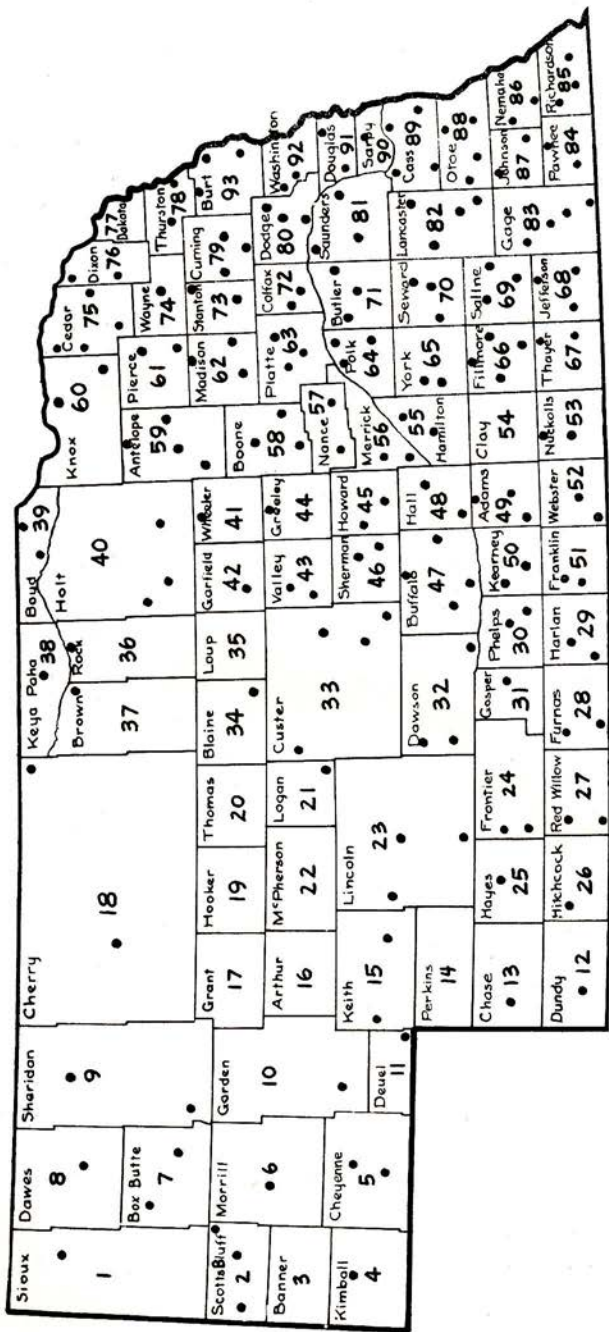 Sioux
1
Dawes
8
Box Butte
7
Sheridan
9
Cherry
18
Keya Paha
38
Brown
37
Rock
36
Boyd
39
Holt
40
Knox
60
Cedar
75
Dixon
76
Dakota
77
ScottsBluff
2
Banner
3
Kimball
4
Morrill
6
Cheyenne
5
Garden
10
Deuel
11
Grant
17
Hooker
19
Thomas
20
Blaine
34
Loup
35
Garfield
42
Wheeler
41
Antelope
59
Pierce
61
Wayne
74
Thurston
78
Arthur
16
McPherson
22
Logan
21
Custer
33
Valley
43
Greeley
44
Boone
58
Madison
62
Stanton
73
Cuming
79
Burt
93
Keith
15
Lincoln
23
Perkins
14
Dawson
32
Buffalo
47
Sherman
46
Howard
45
Nance
57
Merrick
56
Platte
63
Colfax
72
Dodge
80
Washington
92
Chase
13
Hayes
25
Frontier
24
Gosper
31
Phelps
30
Kearney
50
Hall
48
Adams
49
Hamilton
55
Polk
64
Butler
71
Saunders
81
Douglas
91
Sarpy
90
Dundy
12
Hitchcock
26
Red Willow
27
Furnas
28
Harlan
29
Franklin
51
Webster
52
Clay
54
York
65
Seward
70
Lancaster
82
Cass
89
Nuckolls
53
Fillmore
66
Saline
69
Otoe
88
Thayer
67
Jefferson
68
Gage
83
Johnson
87
Nemaha
86
Pawnee
84
Richardson
85